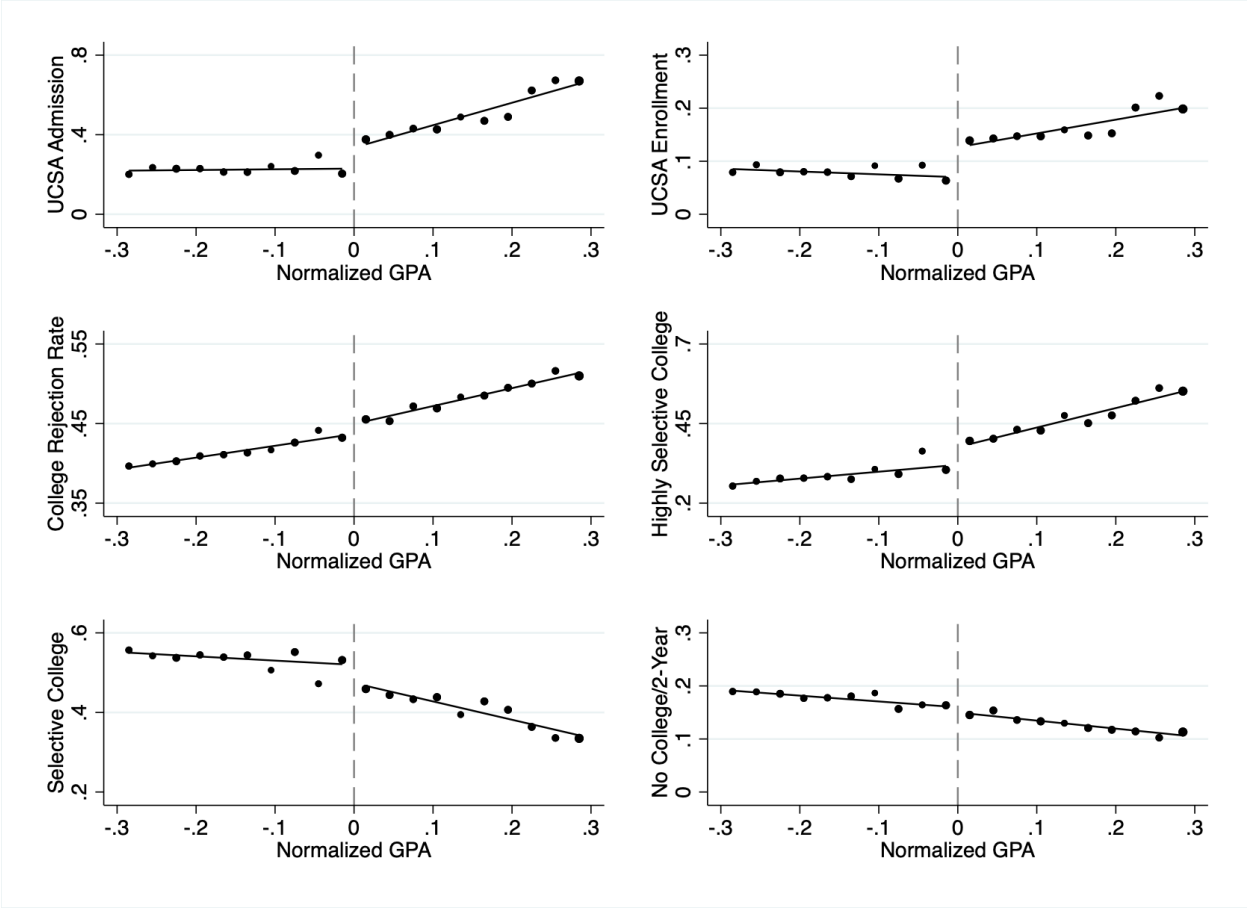 UCSA Admission
.8
.4
0
-.3 -.2 -.1 0 .1 .2 .3
Normalized GPA
UCSA Enrollment
.3
.2
.1
0
-.3 -.2 -.1 0 .1 .2 .3
Normalized GPA
College Rejection Rate
.55
.45
.35
-.3 -.2 -.1 0 .1 .2 .3
Normalized GPA
Highly Selective College
.7
.45
.2
-.3 -.2 -.1 0 .1 .2 .3
Normalized GPA
Selective College
.6
.4
.2
-.3 -.2 -.1 0 .1 .2 .3
Normalized GPA
No College/2-Year
.3
.2
.1
0
-.3 -.2 -.1 0 .1 .2 .3
Normalized GPA